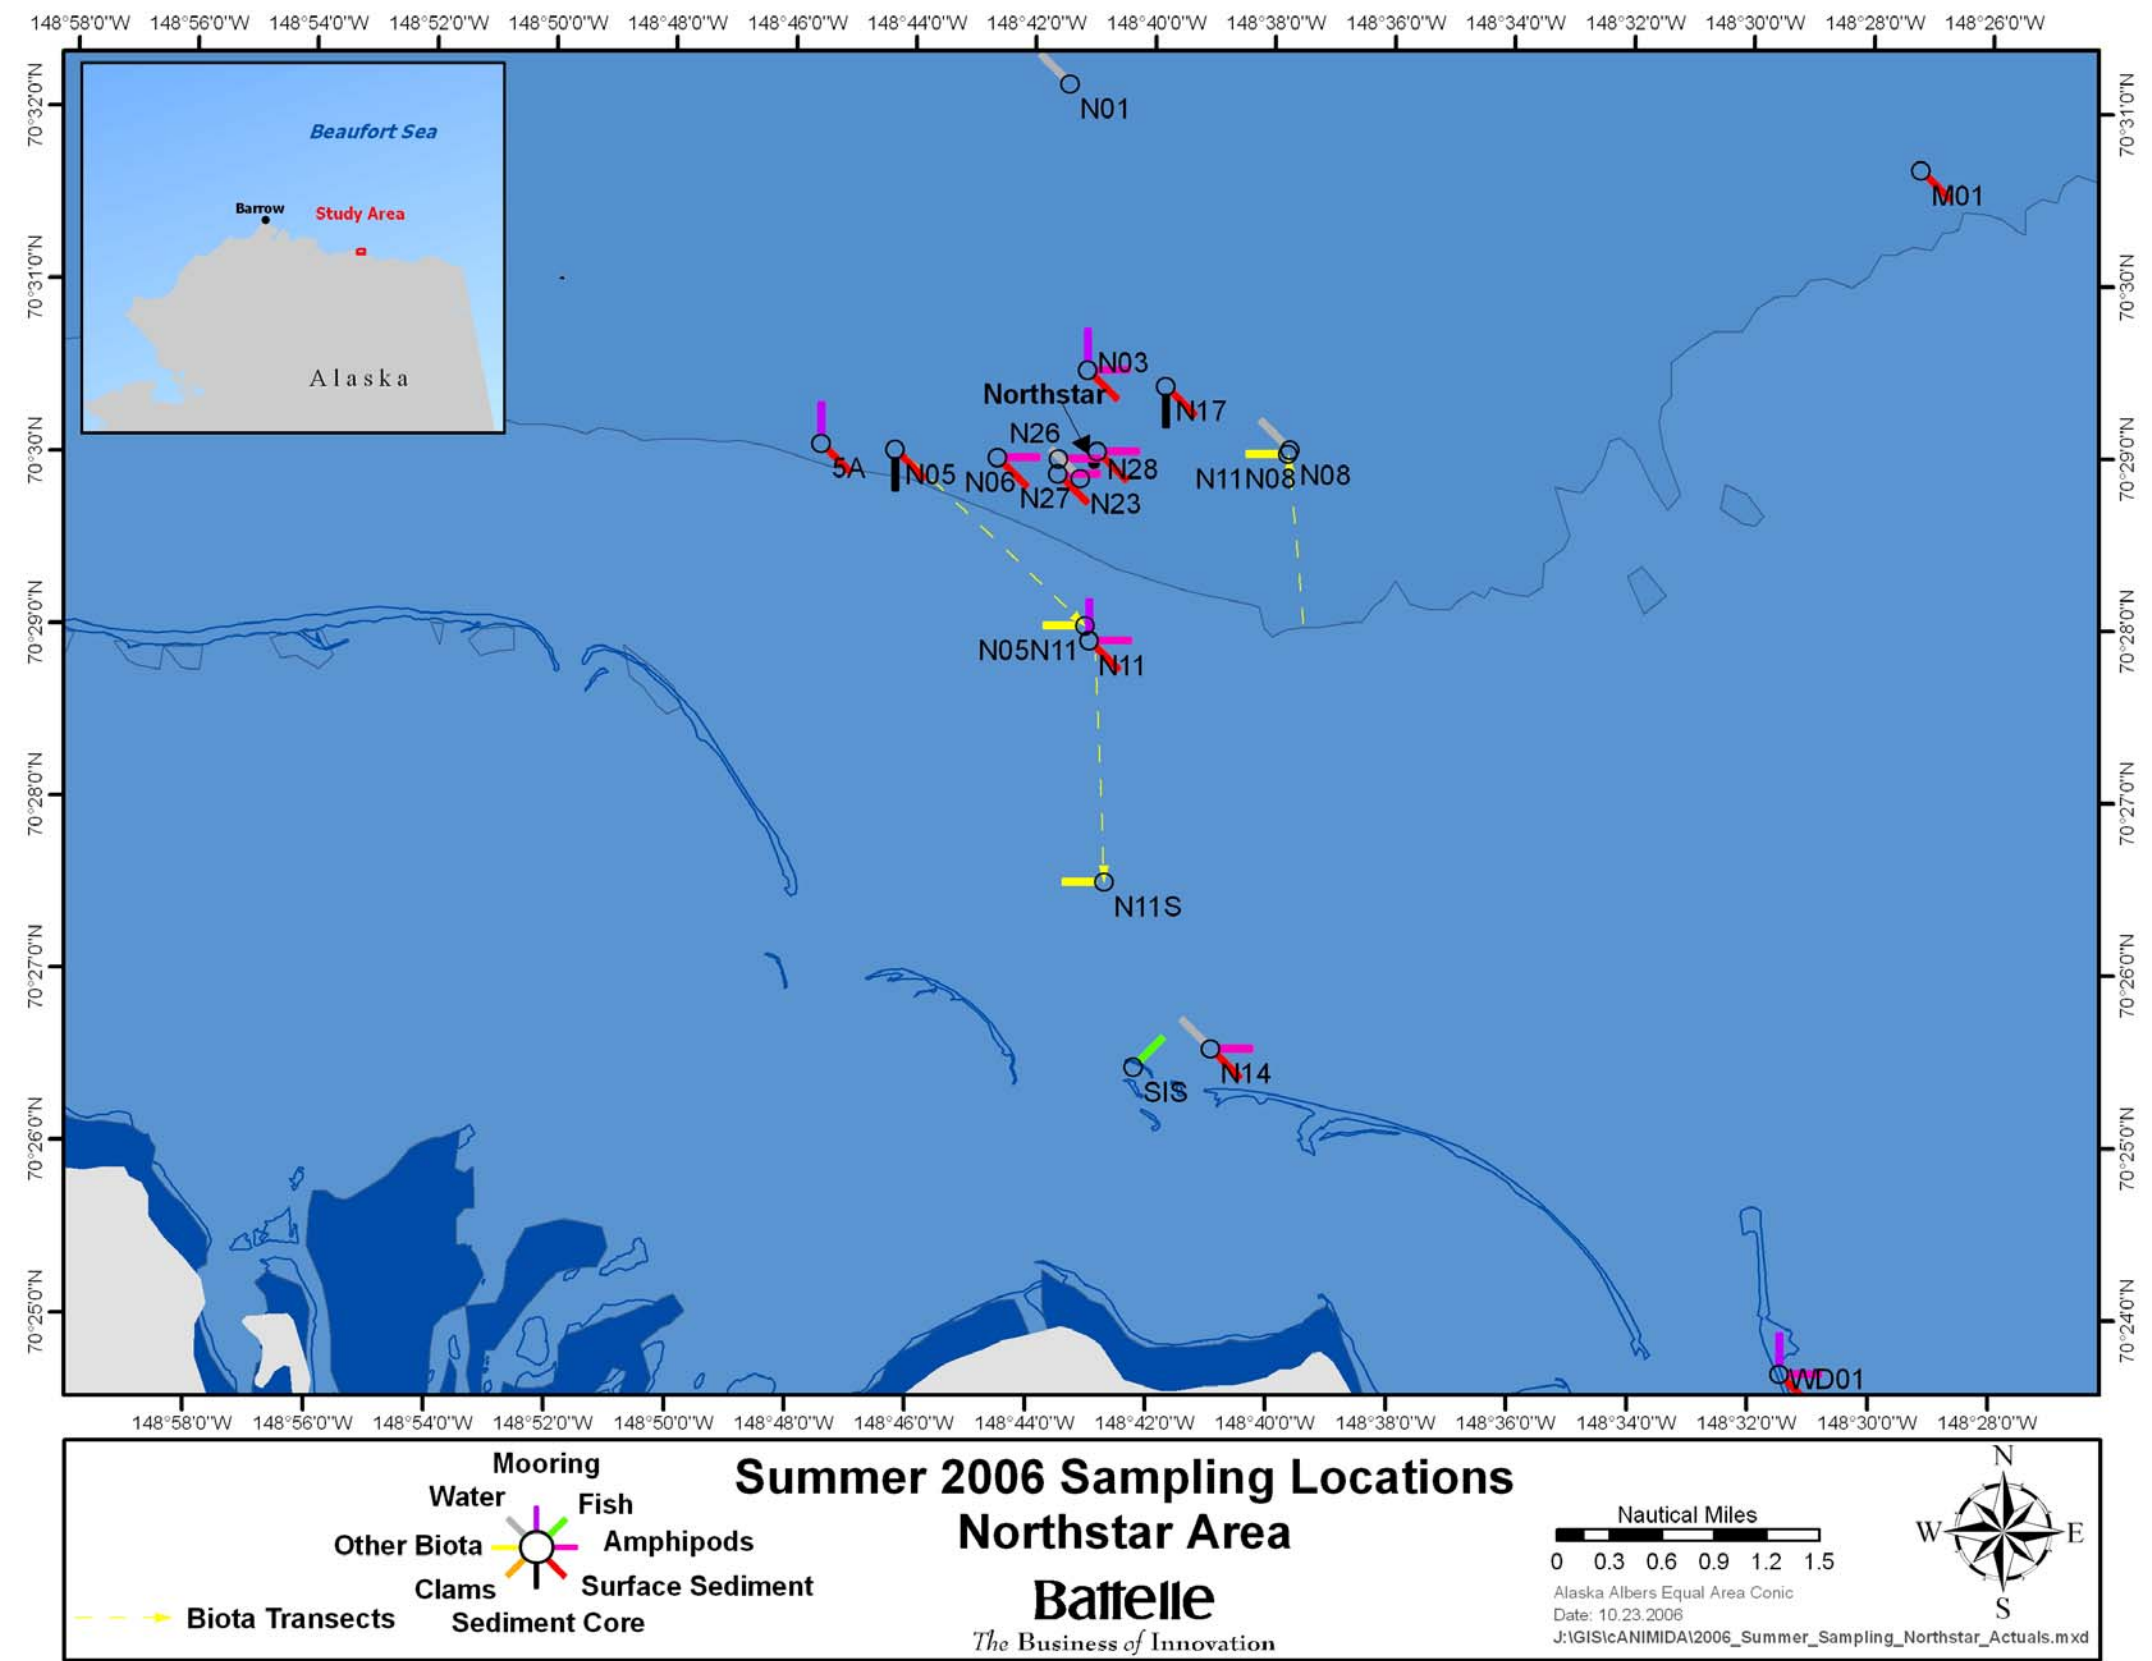 148°58'0"W 148°56'0"W 148°54'0"W 148°52'0"W 148°50'0"W 148°48'0"W 148°46'0"W 148°44'0"W 148°42'0"W 148°40'0"W 148°38'0"W 148°36'0"W 148°34'0"W 148°32'0"W 148°30'0"W 148°28'0"W 148°26'0"W
70°32'0"N
70°31'0"N
70°30'0"N
70°29'0"N
70°28'0"N
70°27'0"N
70°26'0"N
70°25'0"N
70°31'0"N
70°30'0"N
70°29'0"N
70°28'0"N
70°27'0"N
70°26'0"N
70°25'0"N
70°24'0"N
Beaufort Sea
Barrow
Study Area
Alaska
N01
M01
N03
Northstar
N17
N26
5A
N05
N06
N28
N11N08
N08
N27
N23
N05N11
N11
N11S
SIS
N14
WD01
148°58'0"W 148°56'0"W 148°54'0"W 148°52'0"W 148°50'0"W 148°48'0"W 148°46'0"W 148°44'0"W 148°42'0"W 148°40'0"W 148°38'0"W 148°36'0"W 148°34'0"W 148°32'0"W 148°30'0"W 148°28'0"W
Mooring
Water
Fish
Other Biota
Amphipods
Clams
Surface Sediment
Sediment Core
Biota Transects
Summer 2006 Sampling Locations
Northstar Area
Battelle
The Business of Innovation
Nautical Miles
0 0.3 0.6 0.9 1.2 1.5
Alaska Albers Equal Area Conic
Date: 10.23.2006
J:\GIS\cANIMIDA\2006_Summer_Sampling_Northstar_Actuals.mxd
N
W
E
S